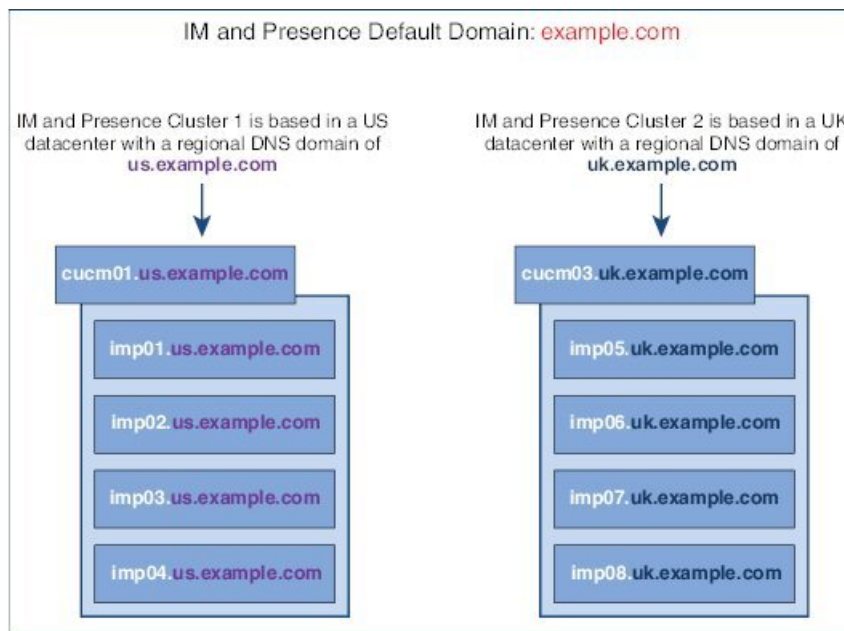 IM and Presence Default Domain: example.com
IM and Presence Cluster 1 is based in a US
datacenter with a regional DNS domain of
us.example.com
cucm01.us.example.com
imp01.us.example.com
imp02.us.example.com
imp03.us.example.com
imp04.us.example.com
IM and Presence Cluster 2 is based in a UK
datacenter with a regional DNS domain of
uk.example.com
cucm03.uk.example.com
imp05.uk.example.com
imp06.uk.example.com
imp07.uk.example.com
imp08.uk.example.com